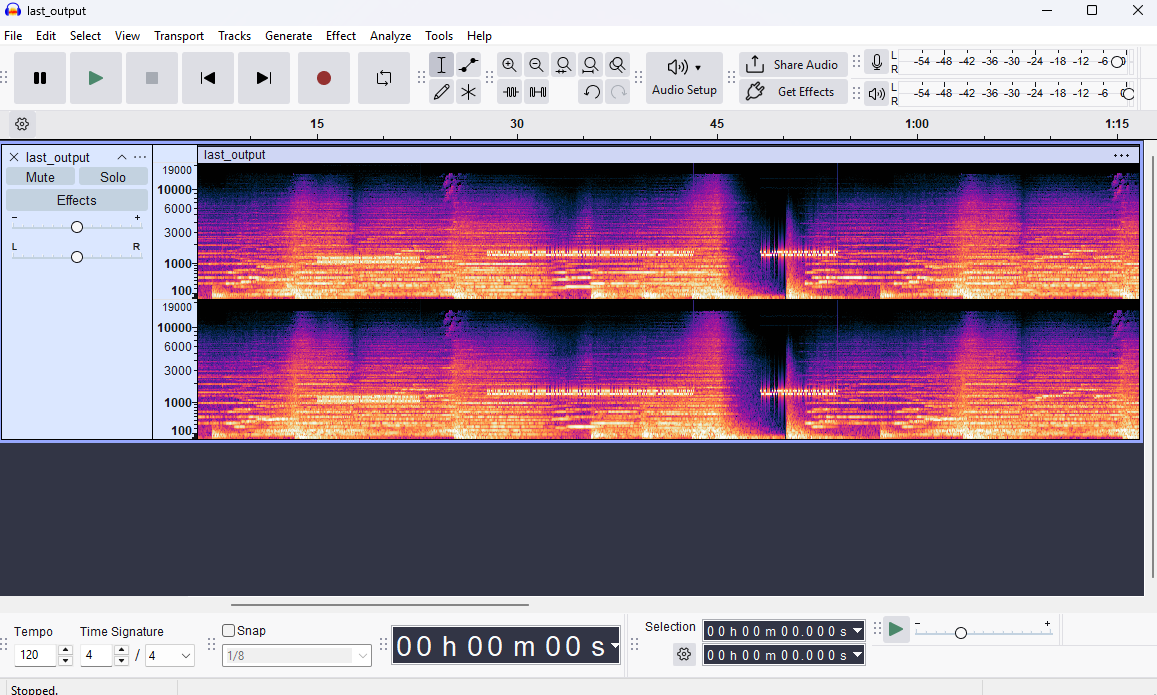 last_output
File Edit Select View Transport Tracks Generate Effect Analyze Tools Help
Audio Setup
Share Audio
Get Effects
L
R
-54 -48 -42 -36 -30 -24 -18 -12 -6 0
L
R
-54 -48 -42 -36 -30 -24 -18 -12 -6 0
15 30 45 1:00 1:15
last_output
Mute Solo
Effects
- +
L R
last_output
19000
10000
6000
3000
1000
100
19000
10000
6000
3000
1000
100
Tempo
120
Time Signature
4 / 4
Snap
1/8
00 h 00 m 00 s
Selection
00 h 00 m 00.000 s
00 h 00 m 00.000 s
- +
Stopped.